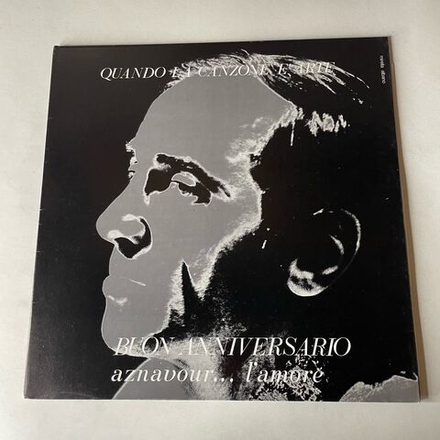 QUANDO LA CANZONE E' ARTE
BUON ANNIVERSARIO
aznavour... l'amore